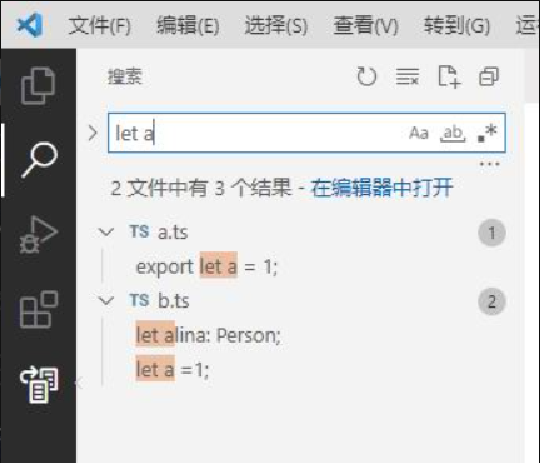 文件(F) 编辑(E) 选择(S) 查看(V) 转到(G)
搜索
let a Aa ab .*
...
2 文件中有 3 个结果 - 在编辑器中打开
TS a.ts 1
export let a = 1;
TS b.ts 2
let alina: Person;
let a =1;